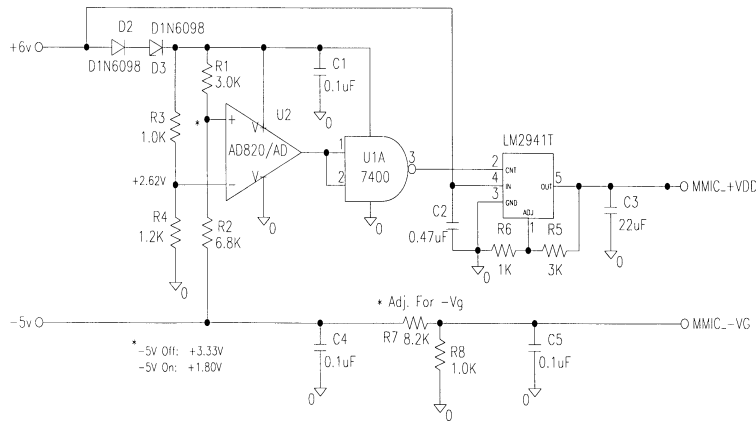 D2
D1N6098
+6v
D1N6098
D3
R1
3.0K
C1
0.1uF
0
R3
1.0K
*
+
V+
U2
AD820/AD
-
V-
0
1
2
U1A
7400
3
0
LM2941T
2
CNT
4
IN
3
GND
OUT
5
ADJ
1
MMIC_+VDD
+2.62V
R4
1.2K
0
R2
6.8K
C2
0.47uF
0
R6
1K
R5
3K
C3
22uF
0
* Adj. For -Vg
-5v
MMIC_-VG
* -5V Off: +3.33V
-5V On: +1.80V
C4
0.1uF
0
R7
8.2K
R8
1.0K
0
C5
0.1uF
0